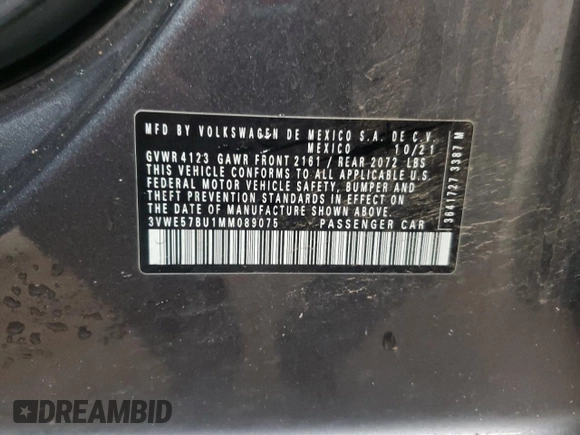 MFD BY VOLKSWAGEN DE MEXICO S.A. DE C.V.
MEXICO 10/21
GVWR 4123 GAWR FRONT 2161 / REAR 2072 LBS
THIS VEHICLE CONFORMS TO ALL APPLICABLE U.S.
FEDERAL MOTOR VEHICLE SAFETY, BUMPER AND
THEFT PREVENTION STANDARDS IN EFFECT ON
THE DATE OF MANUFACTURE SHOWN ABOVE.
3VWE57BU1MM089075 PASSENGER CAR
3641727 3387 M
DREAMBID